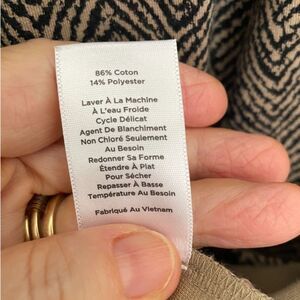 86% Coton
14% Polyester
Laver À La Machine
À L'eau Froide
Cycle Délicat
Agent De Blanchiment
Non Chloré Seulement
Au Besoin
Redonner Sa Forme
Étendre À Plat
Pour Sécher
Repasser À Basse
Température Au Besoin
Fabriqué Au Vietnam